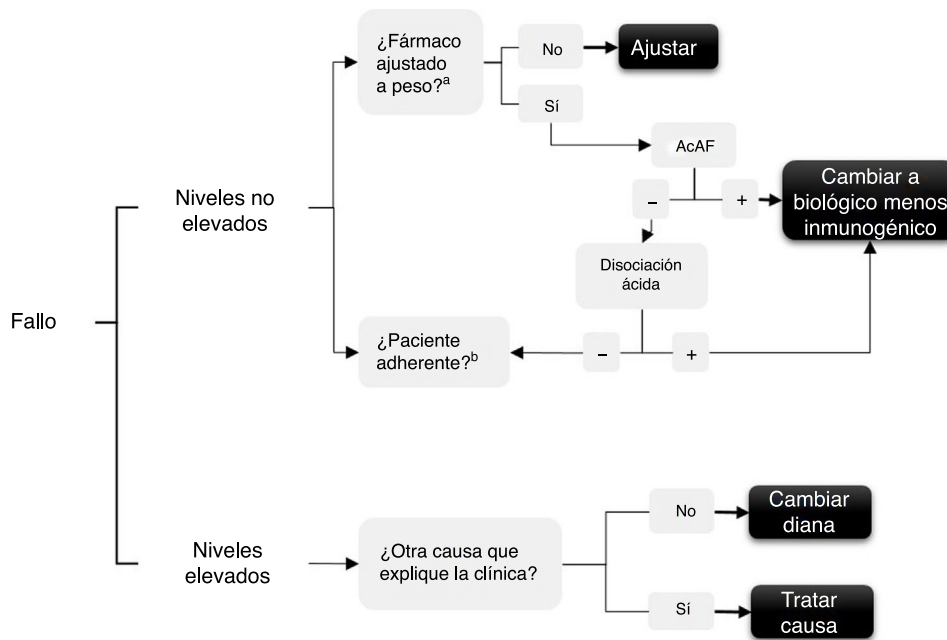 ¿Fármaco
ajustado
a peso?ª
No
Ajustar
Sí
AcAF
–
+
Cambiar a
biológico menos
inmunogénico
Niveles no
elevados
Disociación
ácida
Fallo
¿Paciente
adherente?ᵇ
–
+
Niveles
elevados
¿Otra causa que
explique la clínica?
No
Cambiar
diana
Sí
Tratar
causa